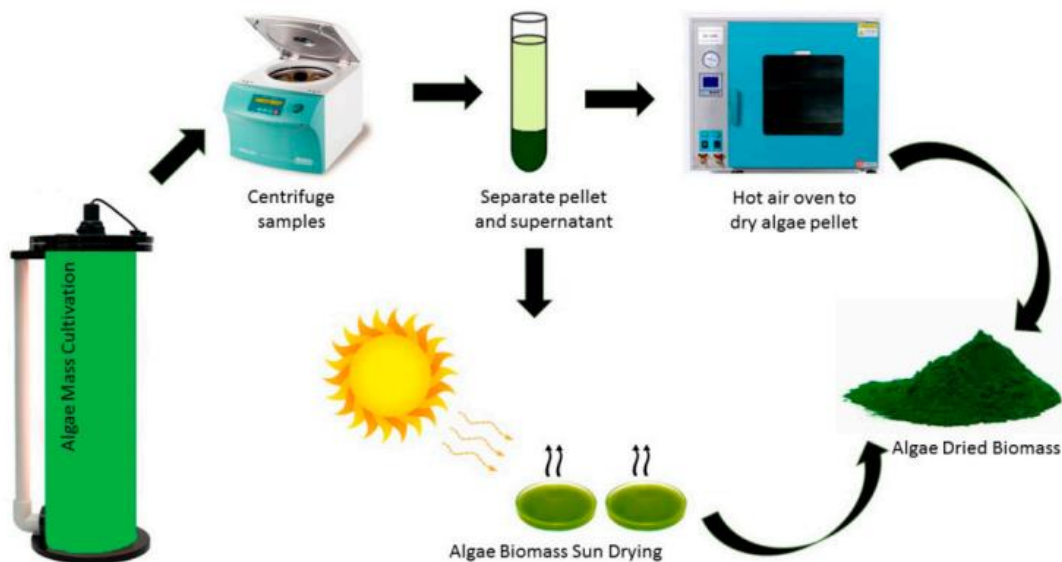 Centrifuge
samples
Separate pellet
and supernatant
Hot air oven to
dry algae pellet
Algae Mass Cultivation
Algae Dried Biomass
Algae Biomass Sun Drying